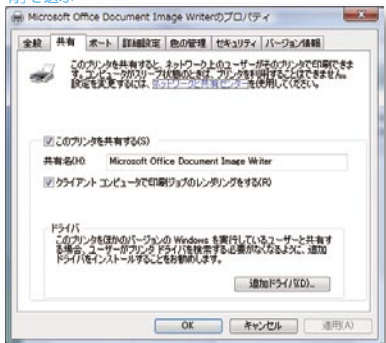 有」を選ぶ
Microsoft Office Document Image Writerのプロパティ
全般 共有 ポート 詳細設定 色の管理 セキュリティ バージョン情報
このプリンタを共有すると、ネットワーク上のユーザーがそのプリンタで印刷できま
す。コンピュータがスリープ状態のときは、プリンタを利用することはできません。
設定を変更するには、ネットワークと共有センターを使用してください。
このプリンタを共有する(S)
共有名(H): Microsoft Office Document Image Writer
クライアント コンピュータで印刷ジョブのレンダリングをする(R)
ドライバ
このプリンタをほかのバージョンの Windows を実行しているユーザーと共有す
る場合、ユーザーがプリンタ ドライバを検索する必要がなくなるように、追加
ドライバをインストールすることをお勧めします。
追加ドライバ(D)...
OK キャンセル 適用(A)